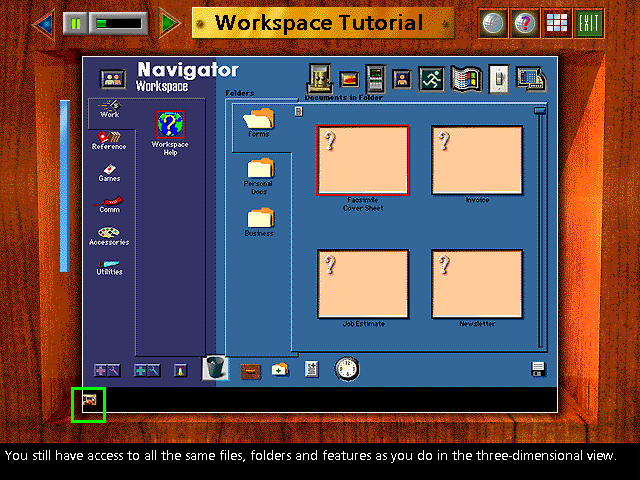 Workspace Tutorial
EXIT
Navigator
Workspace
Folders
Documents in Folder
Work
Reference
Games
Comm
Accessories
Utilities
Workspace
Help
Forms
Personal
Docs
Business
Facsimile
Cover Sheet
Invoice
Job Estimate
Newsletter
You still have access to all the same files, folders and features as you do in the three-dimensional view.